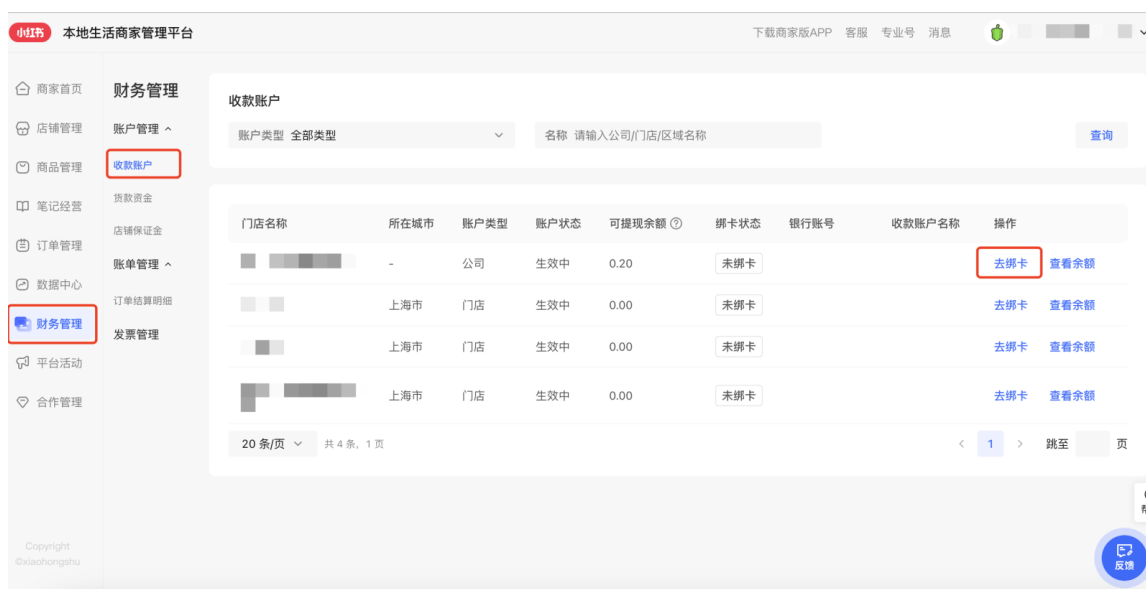 小红书 本地生活商家管理平台 下载商家版APP 客服 专业号 消息
商家首页
店铺管理
商品管理
笔记经营
订单管理
数据中心
财务管理
平台活动
合作管理
Copyright
©xiaohongshu
财务管理
账户管理
收款账户
货款资金
店铺保证金
账单管理
订单结算明细
发票管理
收款账户
账户类型 全部类型 名称 请输入公司/门店/区域名称 查询
门店名称 所在城市 账户类型 账户状态 可提现余额 绑卡状态 银行账号 收款账户名称 操作
- 公司 生效中 0.20 未绑卡 去绑卡 查看余额
上海市 门店 生效中 0.00 未绑卡 去绑卡 查看余额
上海市 门店 生效中 0.00 未绑卡 去绑卡 查看余额
上海市 门店 生效中 0.00 未绑卡 去绑卡 查看余额
20 条/页 共 4 条, 1 页 1 跳至 页
反馈